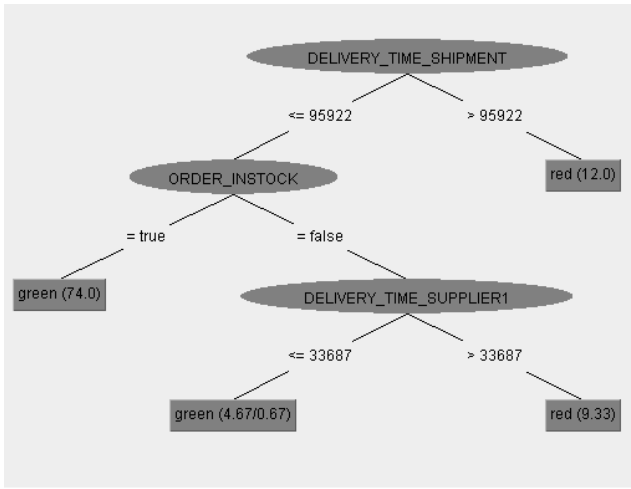 DELIVERY_TIME_SHIPMENT
<= 95922
> 95922
ORDER_INSTOCK
red (12.0)
= true
= false
green (74.0)
DELIVERY_TIME_SUPPLIER1
<= 33687
> 33687
green (4.67/0.67)
red (9.33)